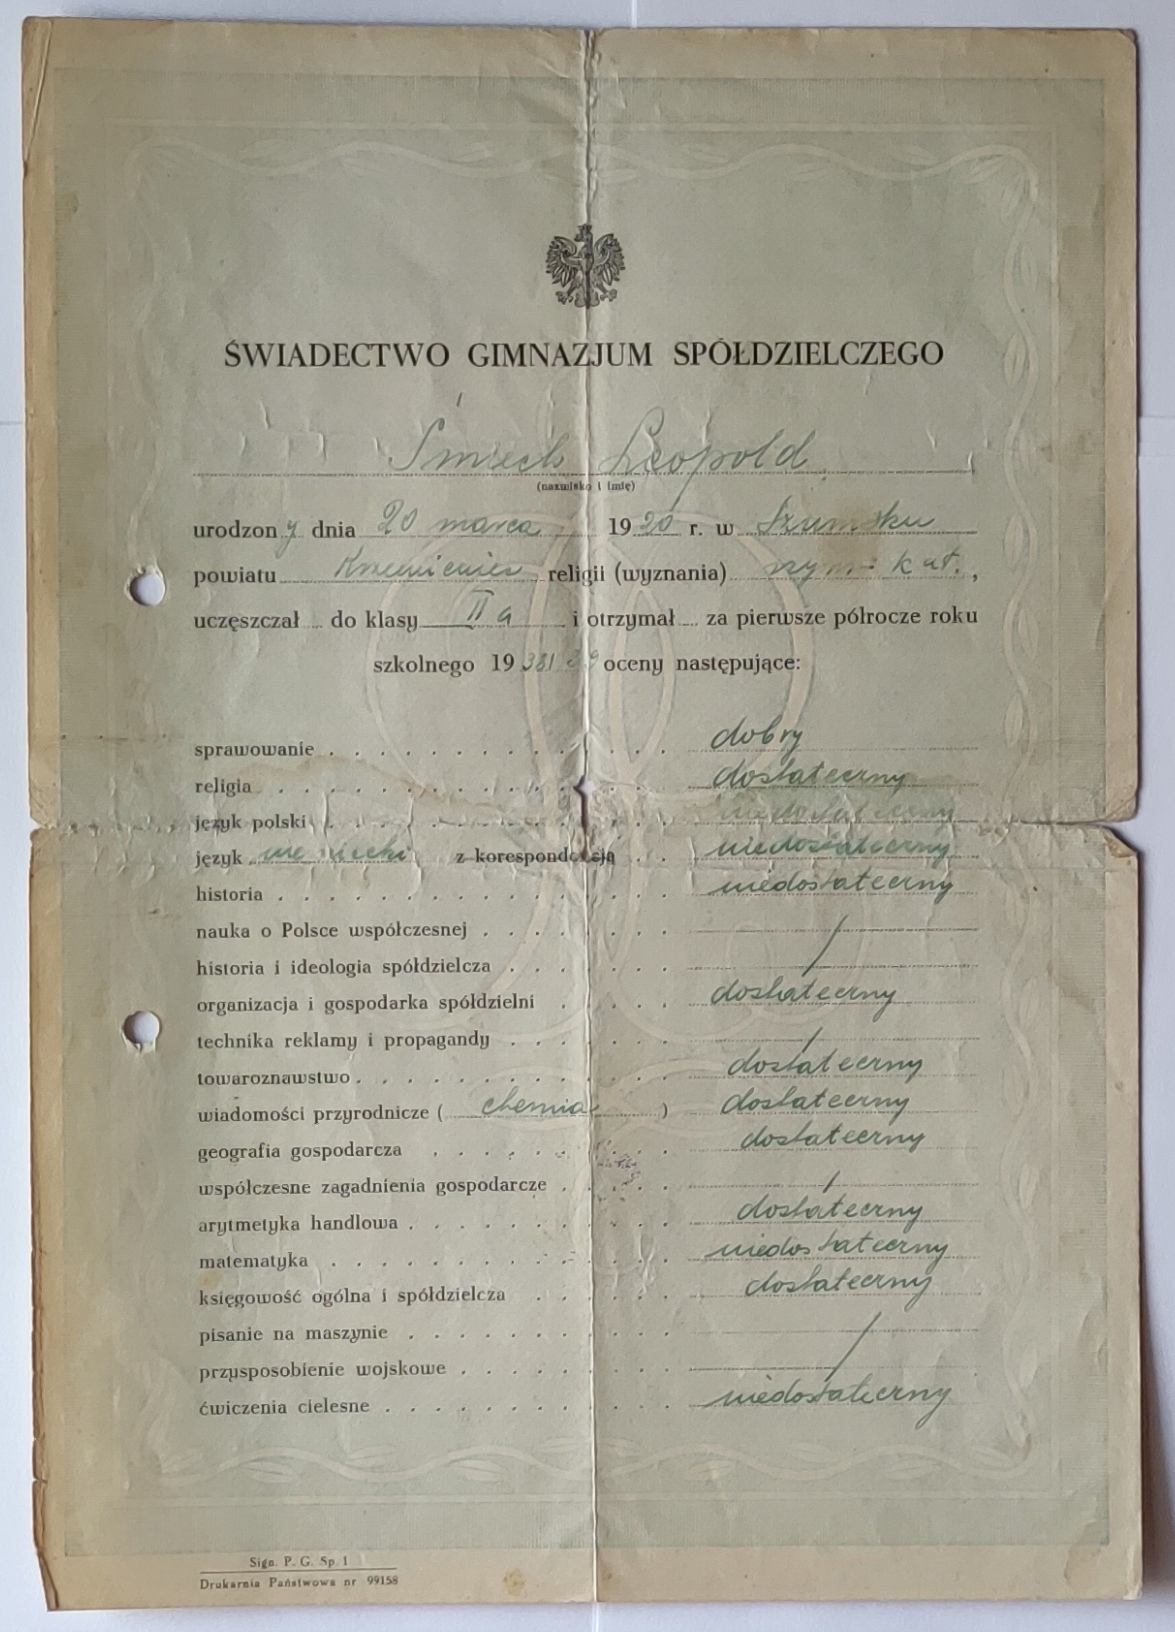 ŚWIADECTWO GIMNAZJUM SPÓŁDZIELCZEGO
Śmiech Leopold
(nazwisko i imię)
urodzony dnia 20 marca 1920 r. w Szumsku
powiatu Krzemieniec, religii (wyznania) rzym-kat.,
uczęszczał do klasy IIa i otrzymał za pierwsze półrocze roku
szkolnego 1938/39 oceny następujące:
sprawowanie . . . . . . . . . . . . . . dobry
religia . . . . . . . . . . . . . . dostateczny
język polski . . . . . . . . . . . . . . niedostateczny
język niemiecki z korespondencją . . niedostateczny
historia . . . . . . . . . . . . . . niedostateczny
nauka o Polsce współczesnej . . . . . . /
historia i ideologia spółdzielcza . . . . .
organizacja i gospodarka spółdzielni . . . . dostateczny
technika reklamy i propagandy . . . . . . /
towaroznawstwo . . . . . . . . . . dostateczny
wiadomości przyrodnicze ( chemia ) dostateczny
geografia gospodarcza . . . . . . . . dostateczny
współczesne zagadnienia gospodarcze . . . . /
arytmetyka handlowa . . . . . . . . dostateczny
matematyka . . . . . . . . . . niedostateczny
księgowość ogólna i spółdzielcza . . . . . dostateczny
pisanie na maszynie . . . . . . . . /
przysposobienie wojskowe . . . . . . .
ćwiczenia cielesne . . . . . . . . . niedostateczny
Sign. P. G. Sp. 1
Drukarnia Państwowa nr 99158